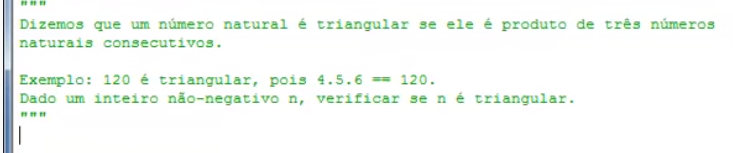 """
Dizemos que um número natural é triangular se ele é produto de três números
naturais consecutivos.
Exemplo: 120 é triangular, pois 4.5.6 == 120.
Dado um inteiro não-negativo n, verificar se n é triangular.
"""